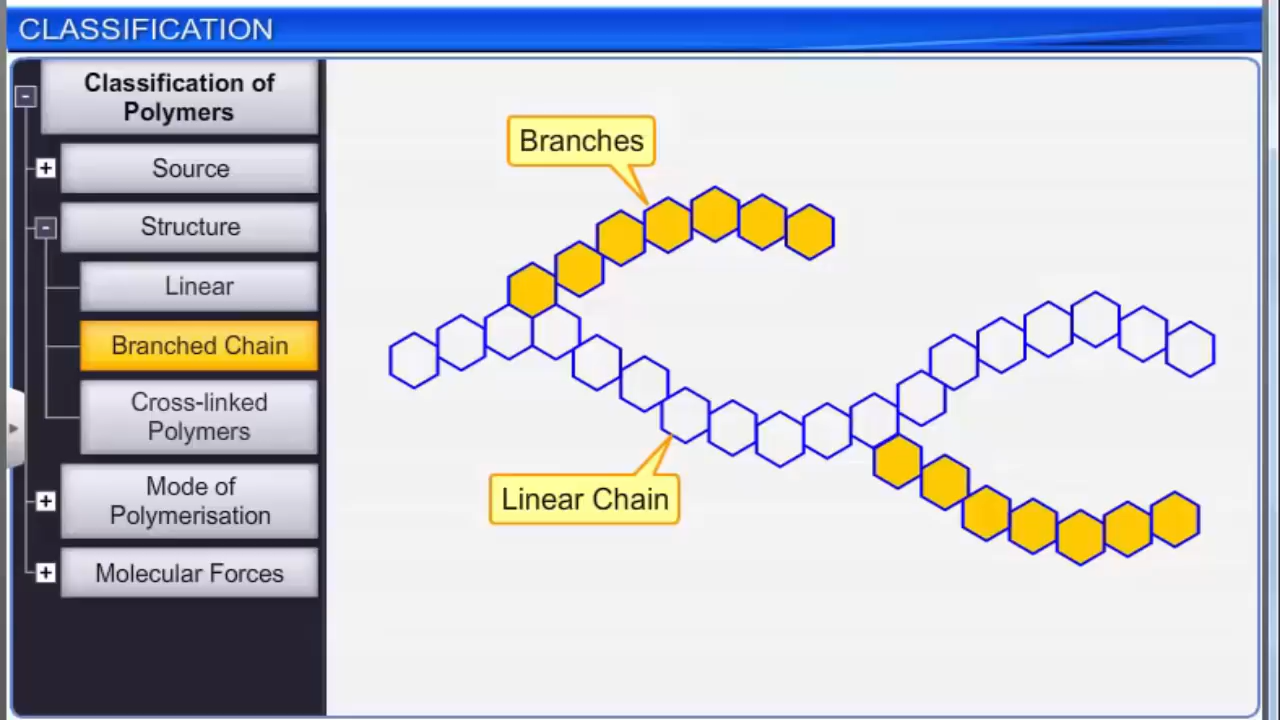 CLASSIFICATION
Classification of
Polymers
Source
Structure
Linear
Branched Chain
Cross-linked
Polymers
Mode of
Polymerisation
Molecular Forces
Branches
Linear Chain